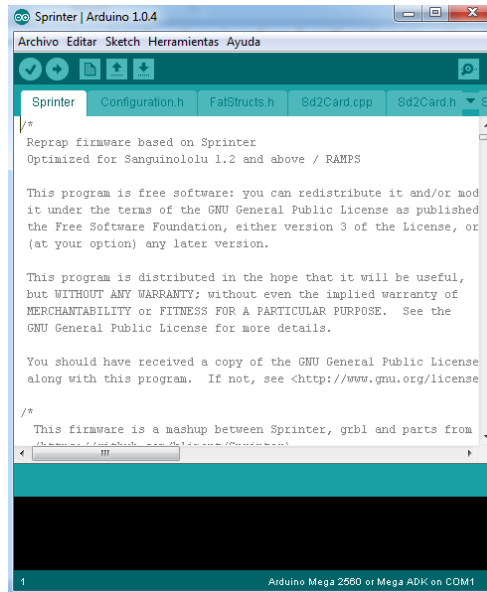 Sprinter | Arduino 1.0.4
Archivo Editar Sketch Herramientas Ayuda
Sprinter Configuration.h FatStructs.h Sd2Card.cpp Sd2Card.h S
/*
Reprap firmware based on Sprinter
Optimized for Sanguinololu 1.2 and above / RAMPS
This program is free software: you can redistribute it and/or mod
it under the terms of the GNU General Public License as published
the Free Software Foundation, either version 3 of the License, or
(at your option) any later version.
This program is distributed in the hope that it will be useful,
but WITHOUT ANY WARRANTY; without even the implied warranty of
MERCHANTABILITY or FITNESS FOR A PARTICULAR PURPOSE.  See the
GNU General Public License for more details.
You should have received a copy of the GNU General Public License
along with this program.  If not, see <http://www.gnu.org/license
/*
This firmware is a mashup between Sprinter, grbl and parts from
1 Arduino Mega 2560 or Mega ADK on COM1